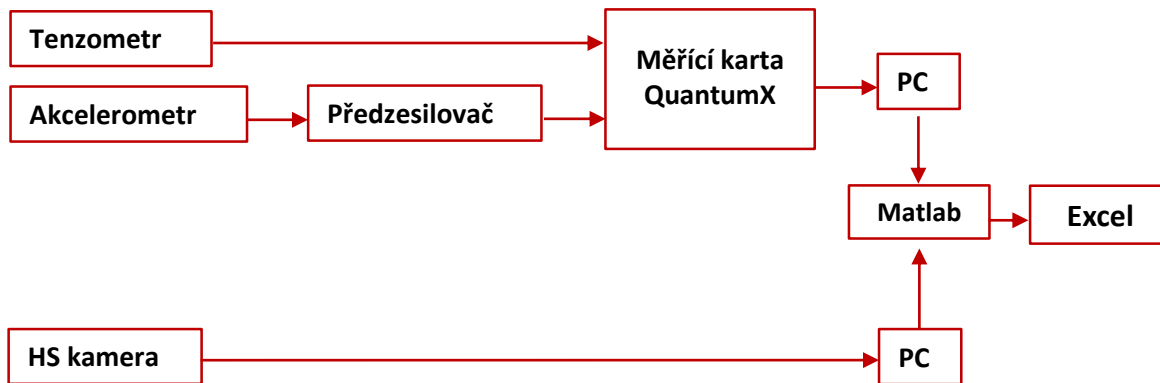 Tenzometr
Měřící karta
QuantumX
PC
Akcelerometr
Předzesilovač
Matlab
Excel
HS kamera
PC